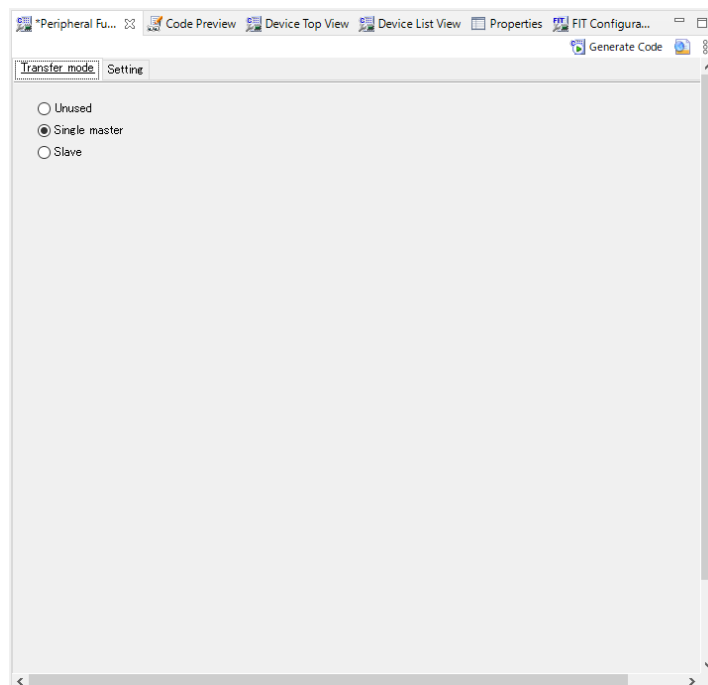 *Peripheral Fu... Code Preview Device Top View Device List View Properties FIT FIT Configura...
Generate Code
Transfer mode Setting
Unused
Single master
Slave